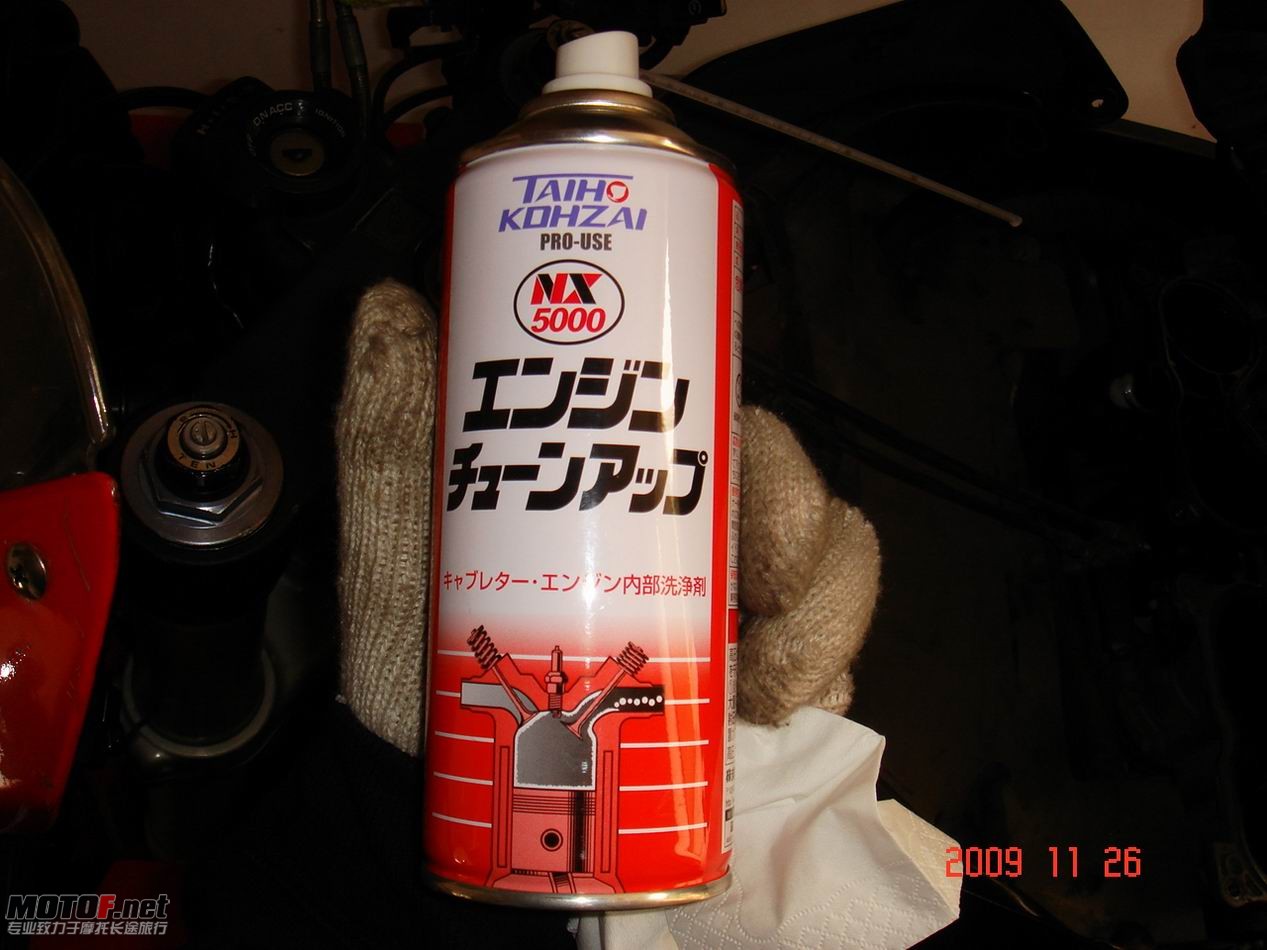 TAIHO
KOHZAI
PRO-USE
NX
5000
エンジン
チューンアップ
キャブレター・エンジン内部洗浄剤
IGNITION
TEN
2009 11 26
MOTOF.net
专业致力于摩托长途旅行